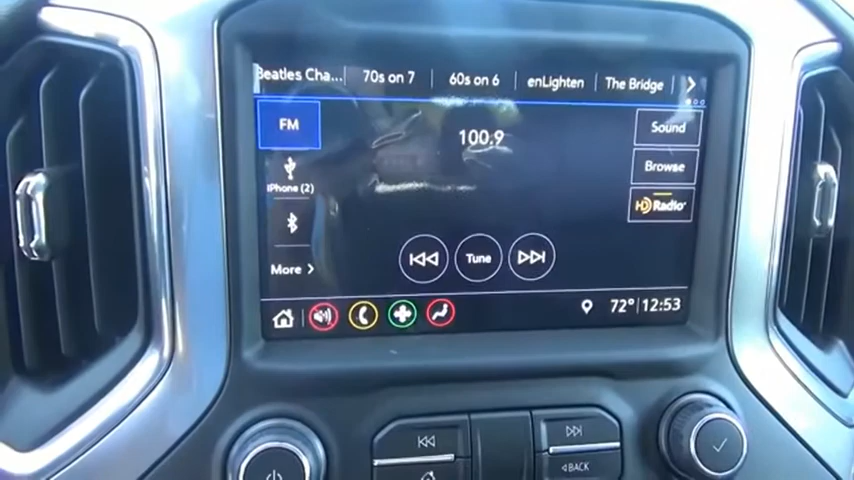 Beatles Cha... 70s on 7 60s on 6 enLighten The Bridge
FM
100.9
Sound
iPhone (2)
Browse
HD Radio
More
Tune
72° 12:53
BACK